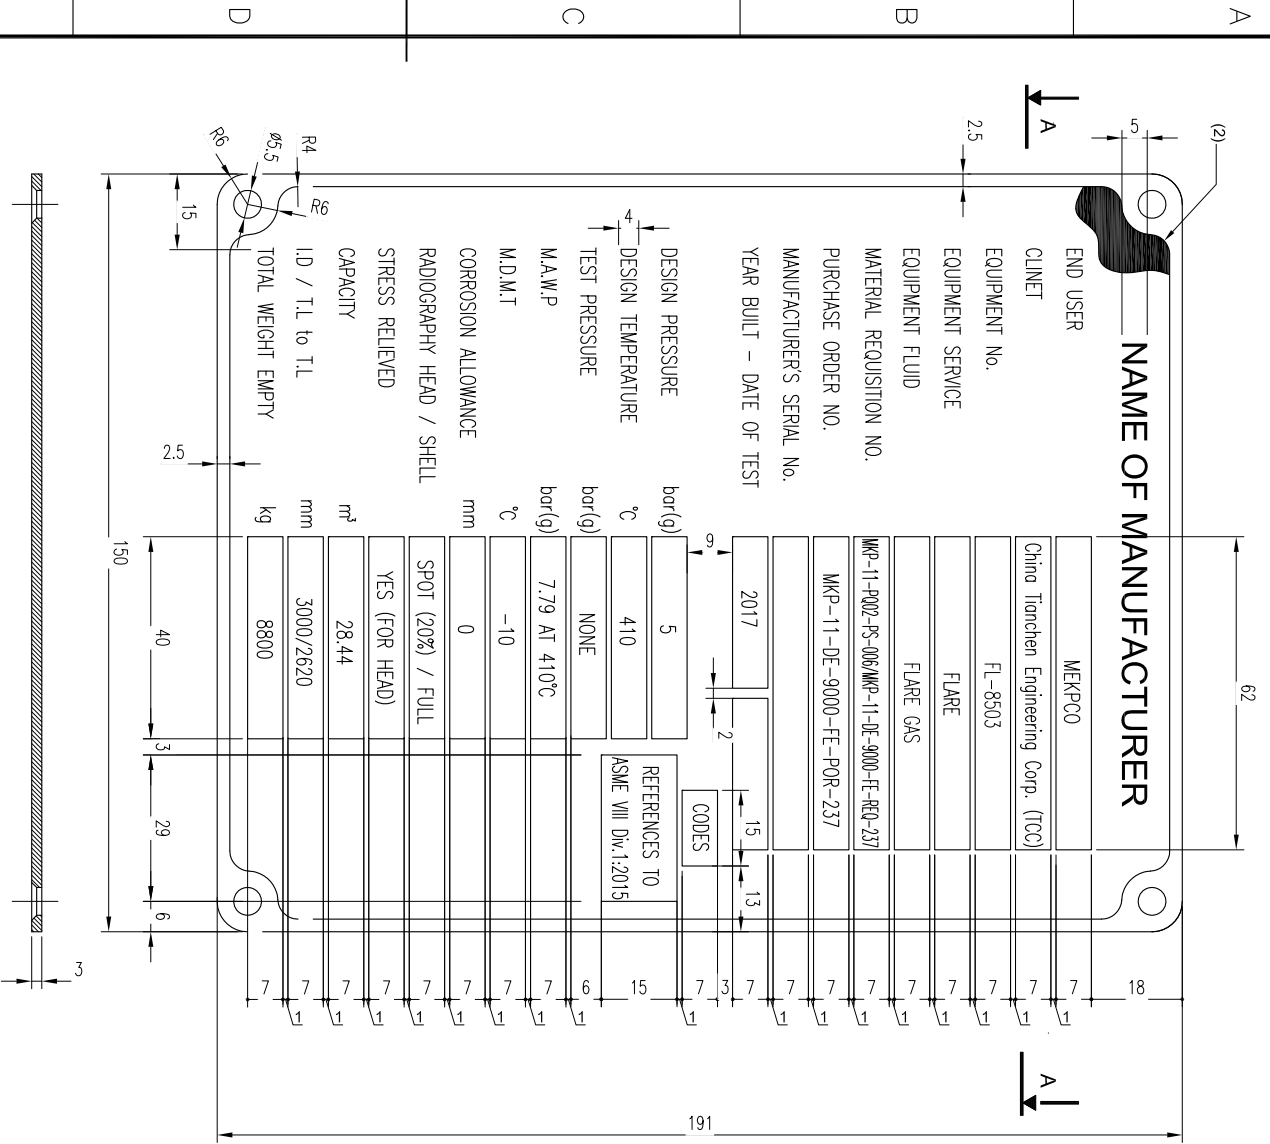 A
B
C
D
A
(2)
5
2.5
62
18
NAME OF MANUFACTURER
END USER MEKPCO
CLINET China Tianchen Engineering Corp. (TCC)
EQUIPMENT No. FL-8503
EQUIPMENT SERVICE FLARE
EQUIPMENT FLUID FLARE GAS
MATERIAL REQUISITION NO. MKP-11-PQ02-PS-006/MKP-11-DE-9000-FE-REQ-237
PURCHASE ORDER NO. MKP-11-DE-9000-FE-POR-237
MANUFACTURER'S SERIAL No.
YEAR BUILT - DATE OF TEST 2017
9
2
15
13
CODES
DESIGN PRESSURE bar(g) 5
4
DESIGN TEMPERATURE °C 410
REFERENCES TO
ASME VIII Div.1:2015
TEST PRESSURE bar(g) NONE
M.A.W.P bar(g) 7.79 AT 410°C
M.D.M.T °C -10
CORROSION ALLOWANCE mm 0
RADIOGRAPHY HEAD / SHELL SPOT (20%) / FULL
STRESS RELIEVED YES (FOR HEAD)
CAPACITY m³ 28.44
I.D / T.L to T.L mm 3000/2620
TOTAL WEIGHT EMPTY kg 8800
7
1
7
1
7
1
7
1
7
1
7
1
7
1
7
1
7
3
7
1
15
6
1
7
1
7
1
7
1
7
1
7
1
7
1
7
1
7
R4
R6
ø5.5
R6
15
2.5
40
3
29
6
150
191
3
A